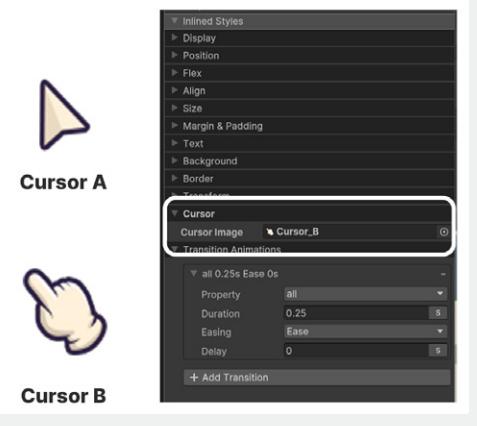 Inlined Styles
Display
Position
Flex
Align
Size
Margin & Padding
Text
Background
Border
Transform
Cursor
Cursor Image Cursor_B
Transition Animations
all 0.25s Ease 0s
Property all
Duration 0.25 s
Easing Ease
Delay 0 s
+ Add Transition
Cursor A
Cursor B